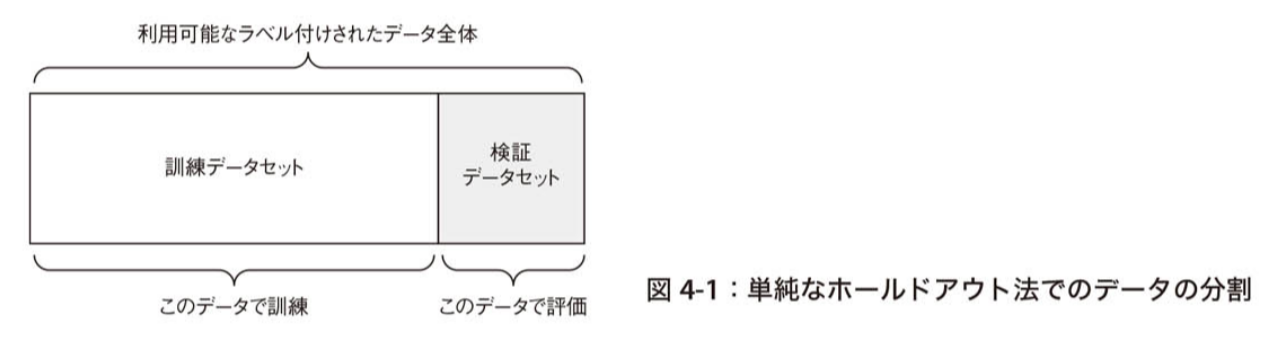 利用可能なラベル付けされたデータ全体
訓練データセット
検証
データセット
このデータで訓練
このデータで評価
図 4-1：単純なホールドアウト法でのデータの分割